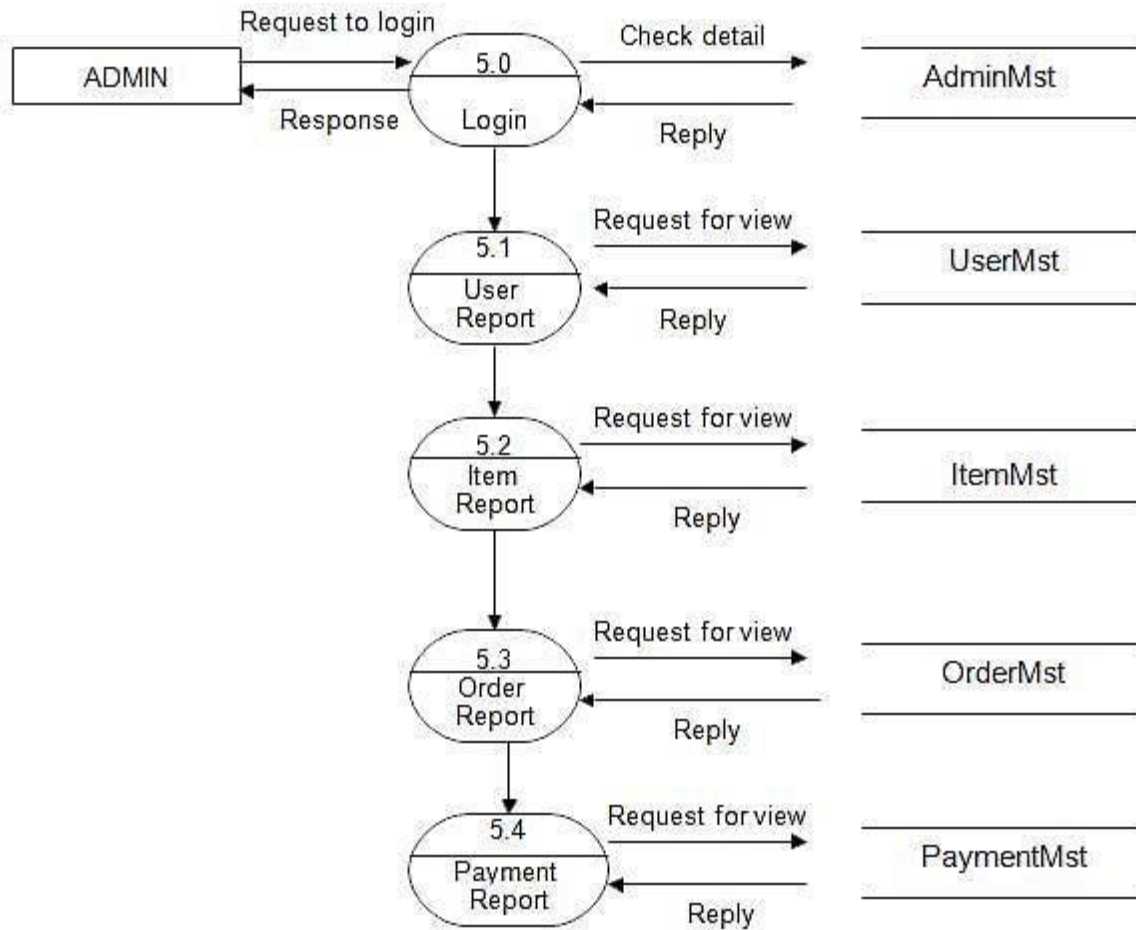 Request to login
Check detail
ADMIN
5.0
AdminMst
Response
Login
Reply
Request for view
5.1
UserMst
User
Report
Reply
Request for view
5.2
Item
Report
ItemMst
Reply
Request for view
5.3
Order
Report
OrderMst
Reply
Request for view
5.4
Payment
Report
PaymentMst
Reply